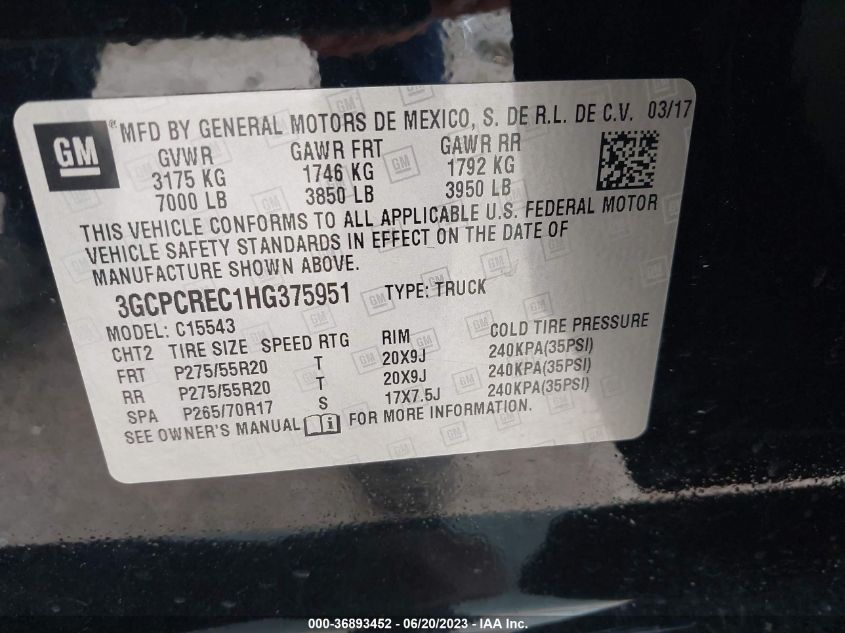 GM ® MFD BY GENERAL MOTORS DE MEXICO, S. DE R.L. DE C.V. 03/17
GVWR GAWR FRT GAWR RR
3175 KG 1746 KG 1792 KG
7000 LB 3850 LB 3950 LB
THIS VEHICLE CONFORMS TO ALL APPLICABLE U.S. FEDERAL MOTOR
VEHICLE SAFETY STANDARDS IN EFFECT ON THE DATE OF
MANUFACTURE SHOWN ABOVE.
3GCPCREC1HG375951 TYPE: TRUCK
MODEL: C15543
CHT2 TIRE SIZE SPEED RTG RIM COLD TIRE PRESSURE
FRT P275/55R20 T 20X9J 240KPA(35PSI)
RR P275/55R20 T 20X9J 240KPA(35PSI)
SPA P265/70R17 S 17X7.5J 240KPA(35PSI)
SEE OWNER'S MANUAL FOR MORE INFORMATION.
000-36893452 - 06/20/2023 - IAA Inc.